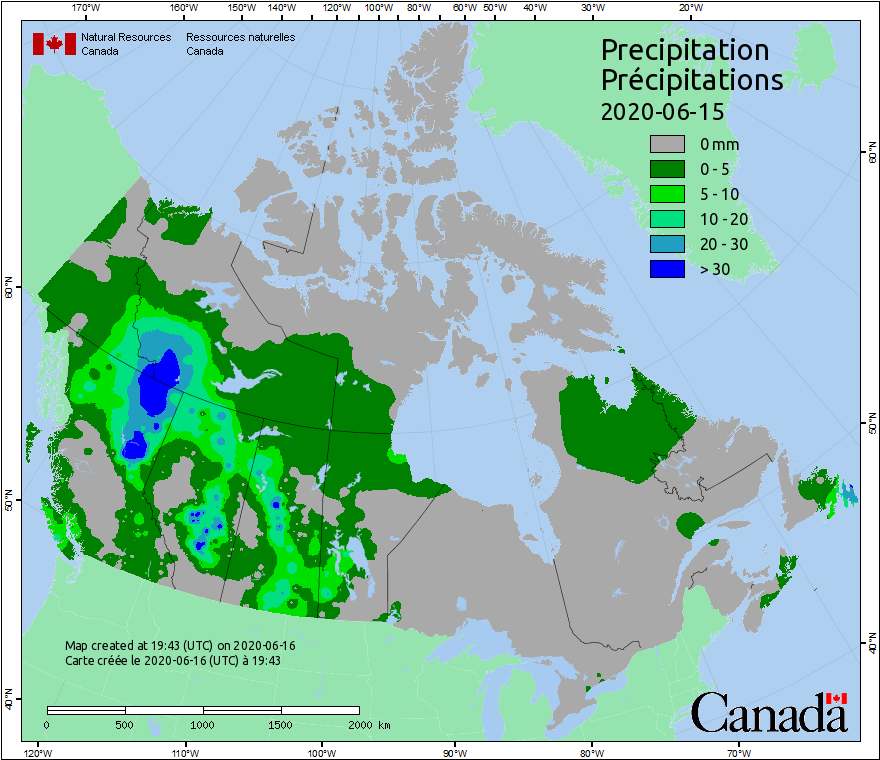 170°W 160°W 150°W 140°W 130°W 120°W 110°W 100°W 90°W 80°W 60°W 50°W 40°W 30°W 20°W
Natural Resources Ressources naturelles
Canada Canada
Precipitation
Précipitations
2020-06-15
0 mm
0 - 5
5 - 10
10 - 20
20 - 30
> 30
60°N
60°N
50°N
50°N
40°N
40°N
Map created at 19:43 (UTC) on 2020-06-16
Carte créée le 2020-06-16 (UTC) à 19:43
0 500 1000 1500 2000 km
Canada
120°W 110°W 100°W 90°W 80°W 70°W